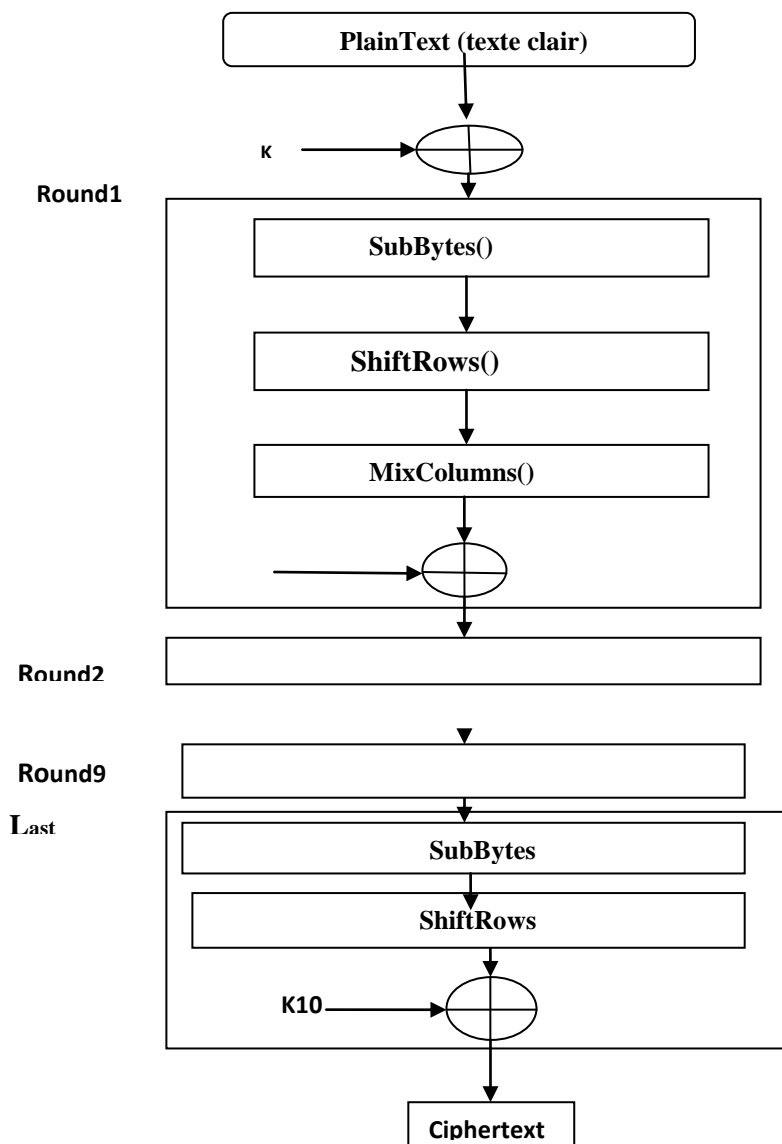 PlainText (texte clair)
K
Round1
SubBytes()
ShiftRows()
MixColumns()
Round2
Round9
Last
SubBytes
ShiftRows
K10
Ciphertext